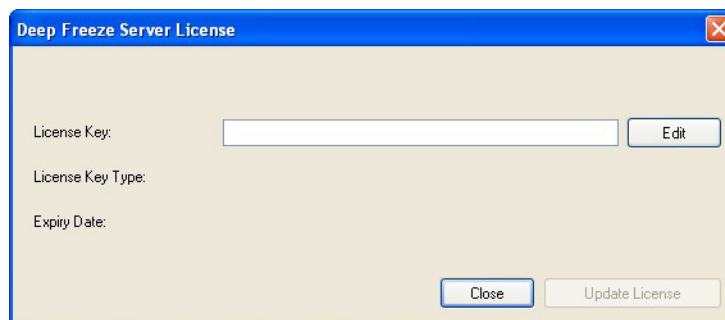 Deep Freeze Server License
License Key:
Edit
License Key Type:
Expiry Date:
Close
Update License